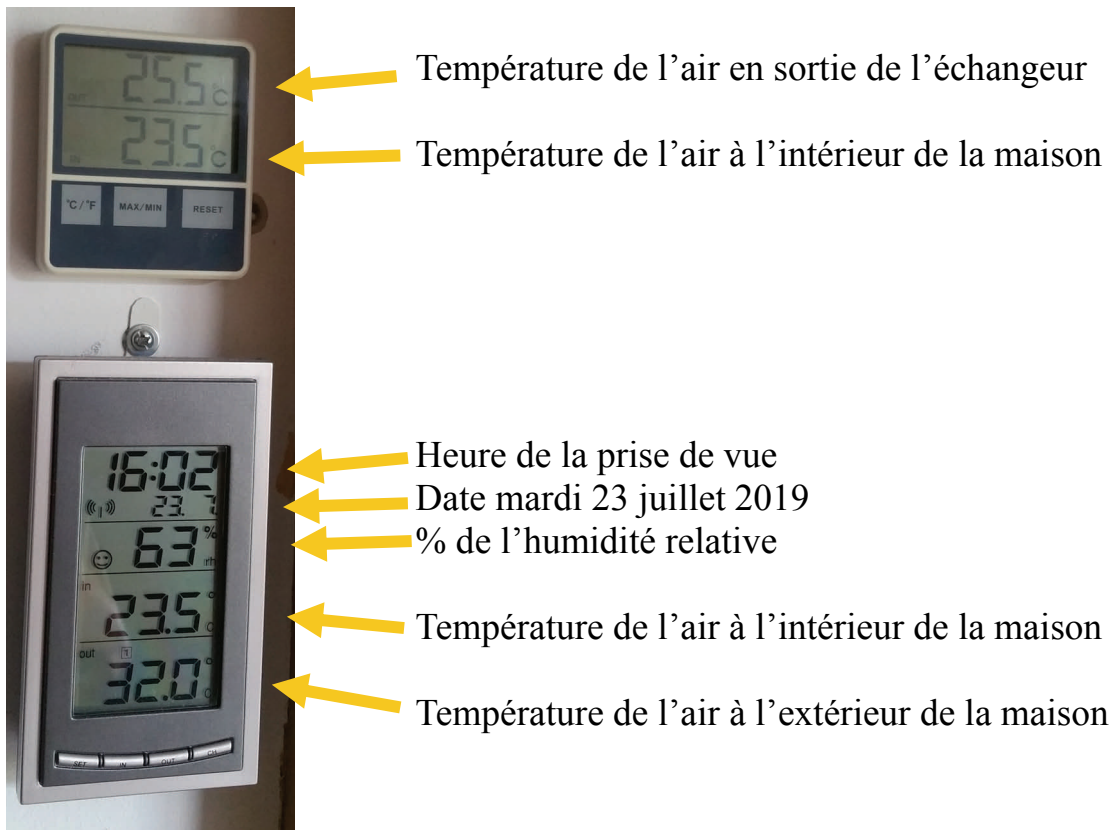 out 25.5 °C
Température de l’air en sortie de l’échangeur
in 23.5 °C
Température de l’air à l’intérieur de la maison
°C/°F MAX/MIN RESET
16:02
Heure de la prise de vue
23. 7.
Date mardi 23 juillet 2019
63 % rh
% de l’humidité relative
in
23.5 °C
Température de l’air à l’intérieur de la maison
out
32.0 °C
Température de l’air à l’extérieur de la maison
SET IN OUT CH